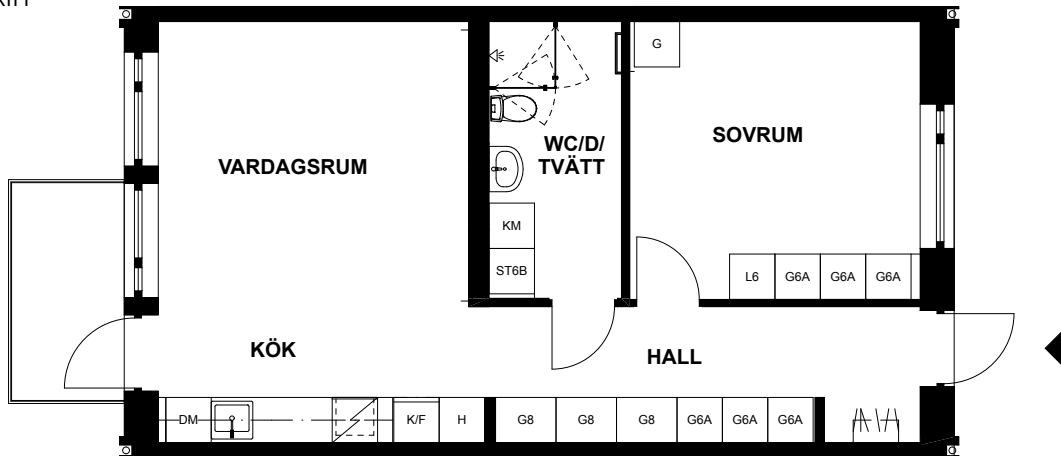 G
SOVRUM
WC/D/
TVÄTT
VARDAGSRUM
KM
ST6B
L6
G6A
G6A
G6A
KÖK
HALL
DM
K/F
H
G8
G8
G8
G6A
G6A
G6A